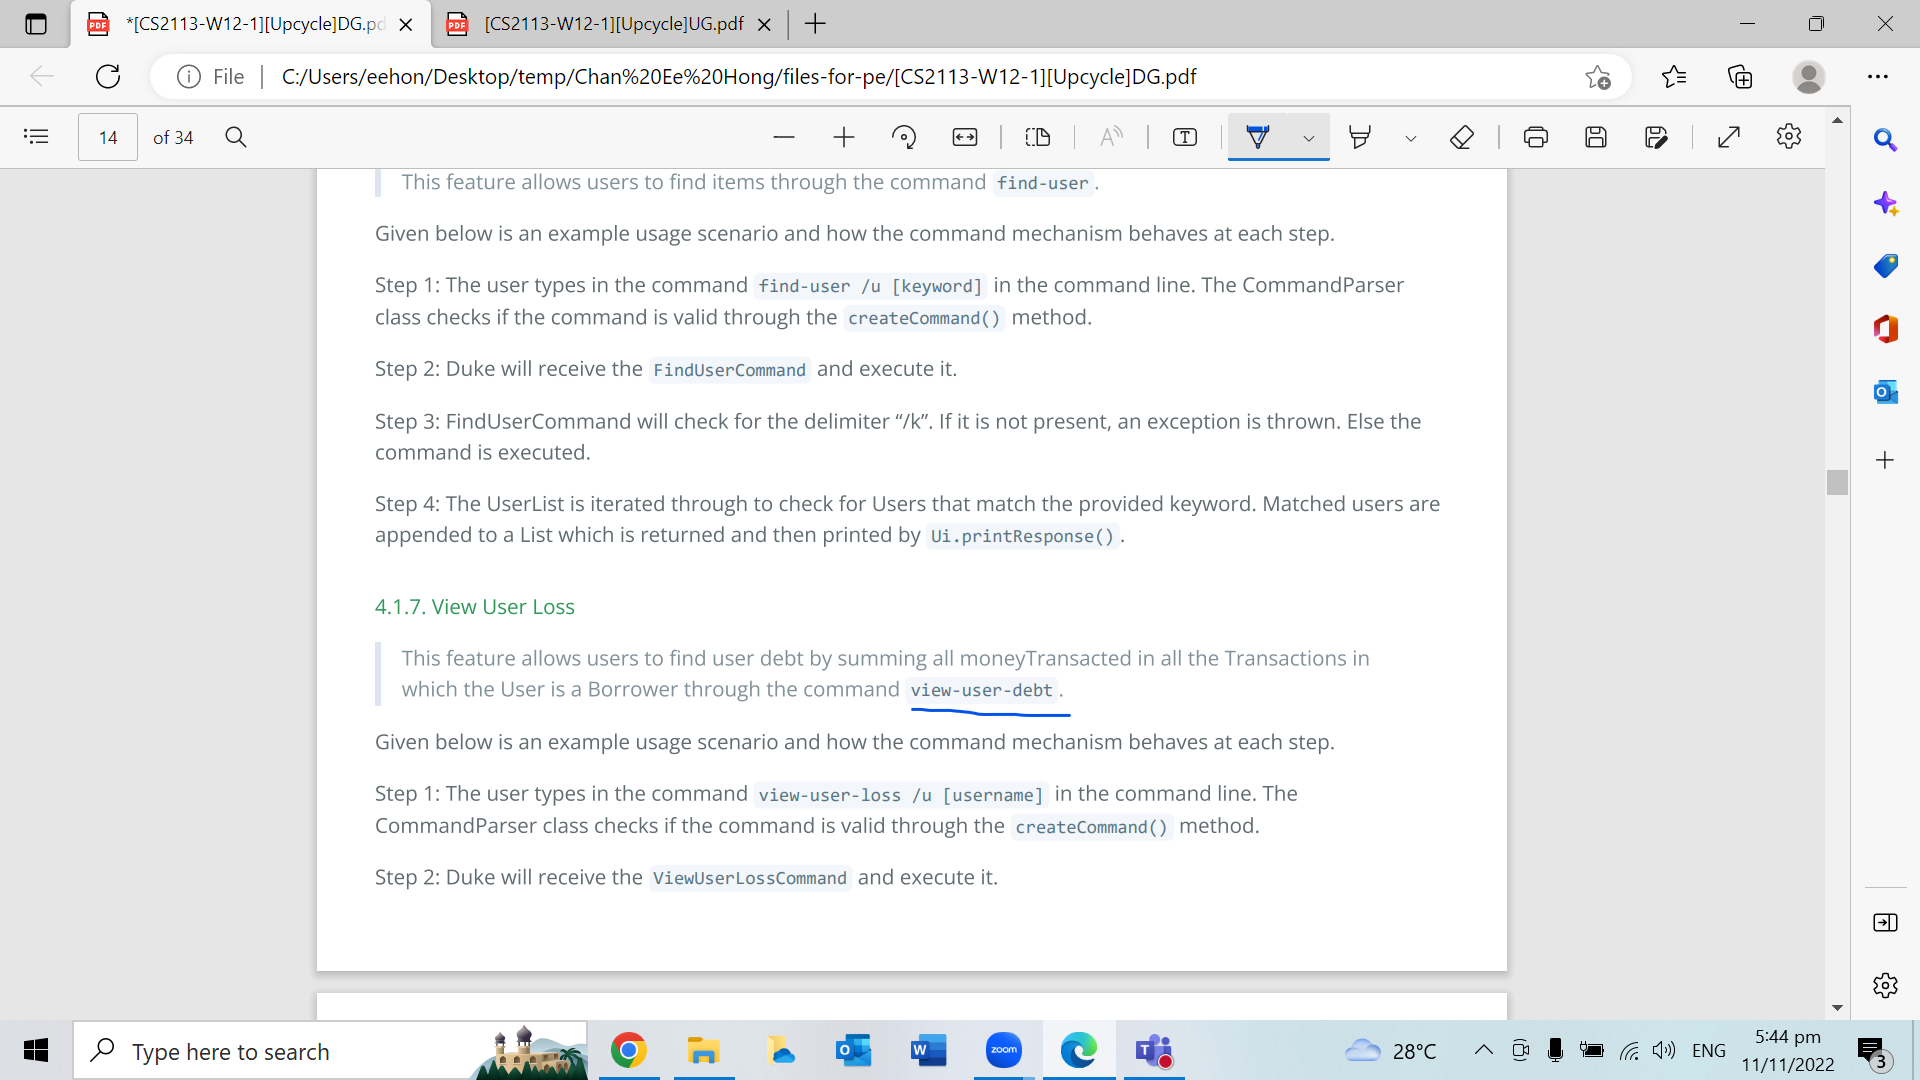 *[CS2113-W12-1][Upcycle]DG.pd
[CS2113-W12-1][Upcycle]UG.pdf
File
C:/Users/eehon/Desktop/temp/Chan%20Ee%20Hong/files-for-pe/[CS2113-W12-1][Upcycle]DG.pdf
14 of 34
This feature allows users to find items through the command find-user.
Given below is an example usage scenario and how the command mechanism behaves at each step.
Step 1: The user types in the command find-user /u [keyword] in the command line. The CommandParser
class checks if the command is valid through the createCommand() method.
Step 2: Duke will receive the FindUserCommand and execute it.
Step 3: FindUserCommand will check for the delimiter “/k”. If it is not present, an exception is thrown. Else the
command is executed.
Step 4: The UserList is iterated through to check for Users that match the provided keyword. Matched users are
appended to a List which is returned and then printed by Ui.printResponse().
4.1.7. View User Loss
This feature allows users to find user debt by summing all moneyTransacted in all the Transactions in
which the User is a Borrower through the command view-user-debt.
Given below is an example usage scenario and how the command mechanism behaves at each step.
Step 1: The user types in the command view-user-loss /u [username] in the command line. The
CommandParser class checks if the command is valid through the createCommand() method.
Step 2: Duke will receive the ViewUserLossCommand and execute it.
Type here to search
zoom
28°C
ENG
5:44 pm
11/11/2022
3